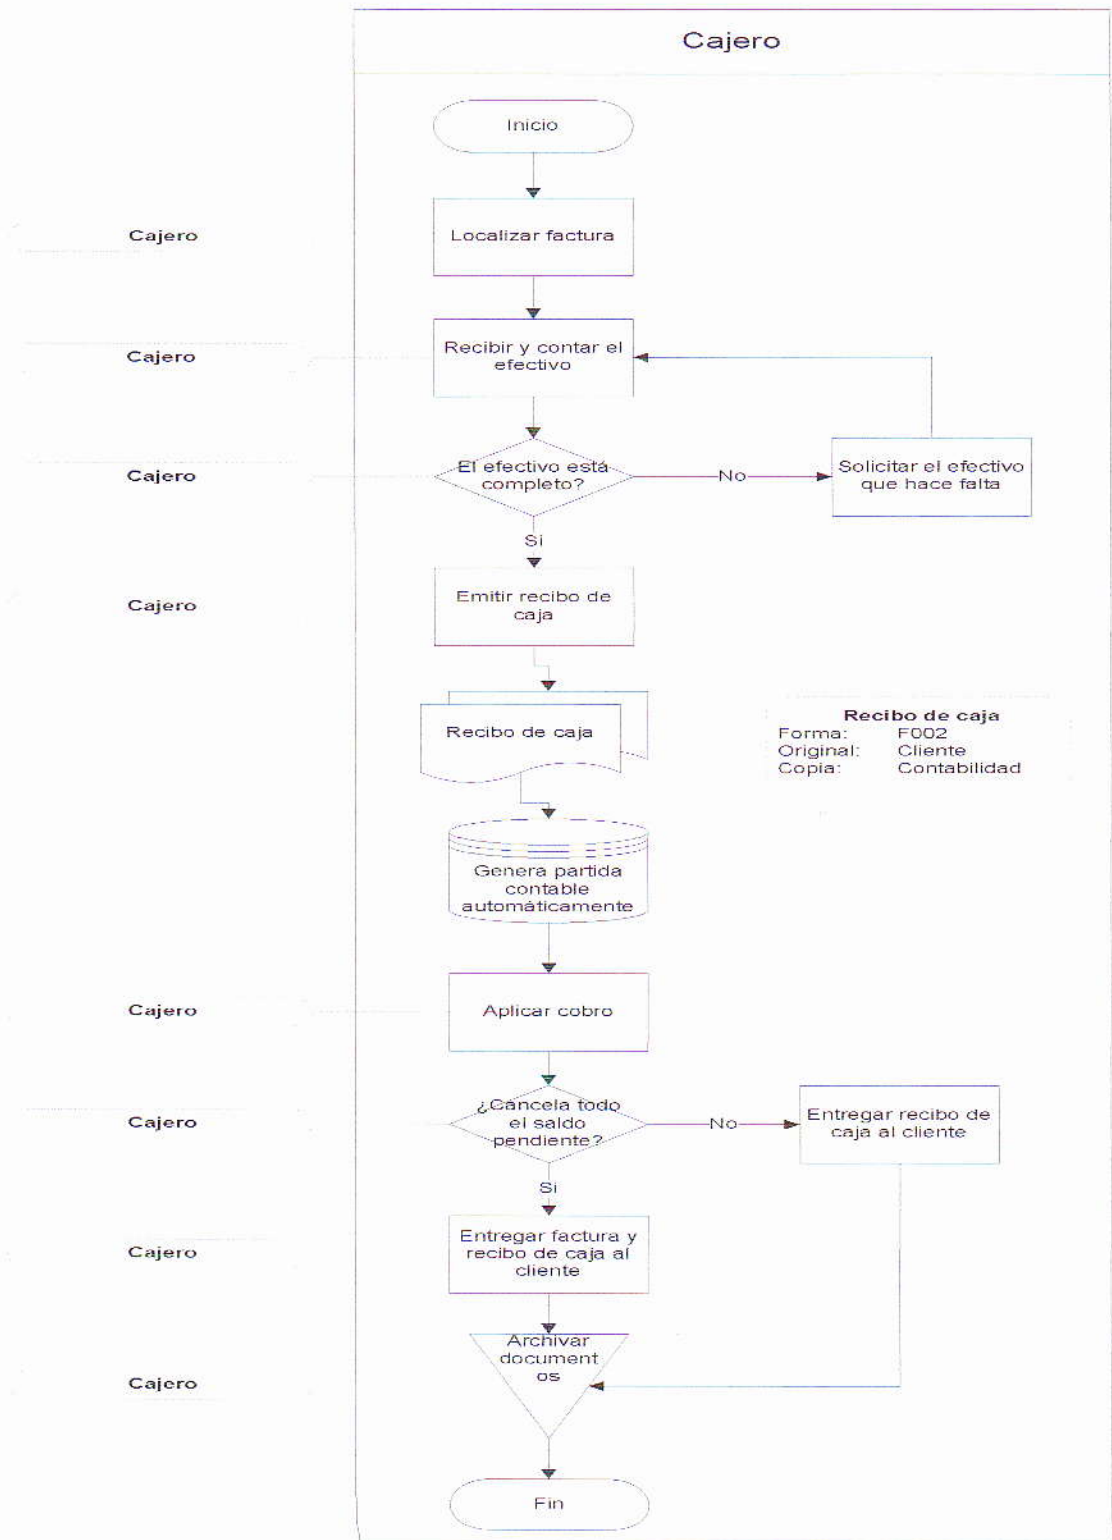 Cajero
Inicio
Cajero
Localizar factura
Cajero
Recibir y contar el
efectivo
Cajero
El efectivo está
completo?
No
Solicitar el efectivo
que hace falta
Si
Cajero
Emitir recibo de
caja
Recibo de caja
Recibo de caja
Forma: F002
Original: Cliente
Copia: Contabilidad
Genera partida
contable
automáticamente
Cajero
Aplicar cobro
Cajero
¿Cancela todo
el saldo
pendiente?
No
Entregar recibo de
caja al cliente
Si
Cajero
Entregar factura y
recibo de caja al
cliente
Cajero
Archivar
document
os
Fin